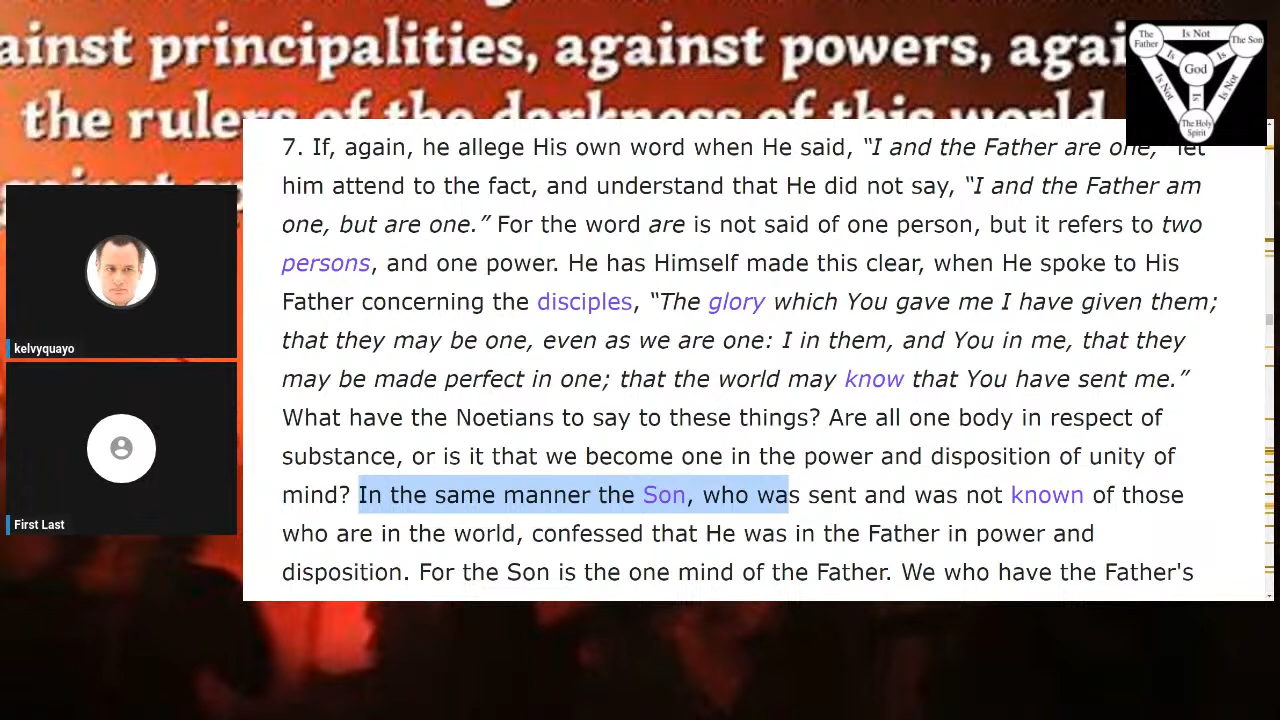 ainst principalities, against powers, agai
the rulers of the darkness of this world
The Father
Is Not
The Son
Is
Is
God
Is Not
Is
Is Not
The Holy Spirit
7. If, again, he allege His own word when He said, “I and the Father are one,” let
him attend to the fact, and understand that He did not say, “I and the Father am
one, but are one.” For the word are is not said of one person, but it refers to two
persons, and one power. He has Himself made this clear, when He spoke to His
Father concerning the disciples, “The glory which You gave me I have given them;
that they may be one, even as we are one: I in them, and You in me, that they
may be made perfect in one; that the world may know that You have sent me.”
What have the Noetians to say to these things? Are all one body in respect of
substance, or is it that we become one in the power and disposition of unity of
mind? In the same manner the Son, who was sent and was not known of those
who are in the world, confessed that He was in the Father in power and
disposition. For the Son is the one mind of the Father. We who have the Father's
kelvyquayo
First Last